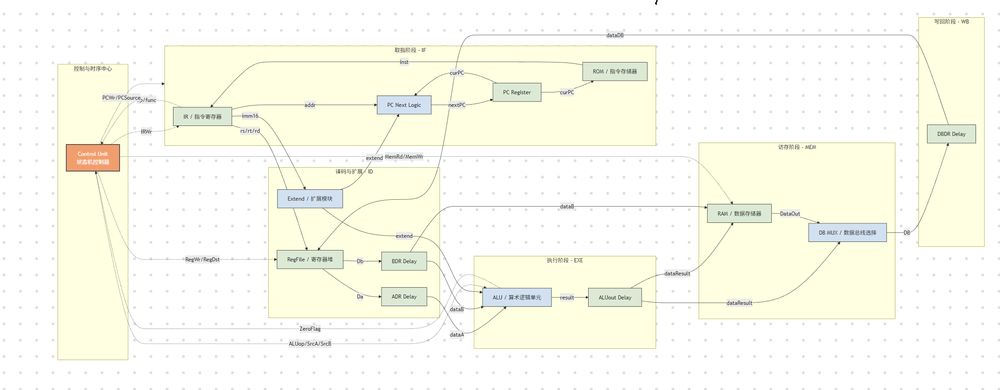 写回阶段 - WB
dataDB
取指阶段 - IF
inst
控制与时序中心
ROM / 指令存储器
curPC
PC Register
curPC
PCWr/PCSource
p/func
addr
PC Next Logic
nextPC
IR / 指令寄存器
imm16
rs/rt/rd
IRWr
DBDR Delay
Control Unit
状态机控制器
extend
MemRd/MemWr
访存阶段 - MEM
译码与扩展 - ID
Extend / 扩展模块
dataB
RAM / 数据存储器
DataOut
DB MUX / 数据总线选择
DB
extend
RegWr/RegDst
RegFile / 寄存器堆
Db
BDR Delay
执行阶段 - EXE
dataResult
Da
ADR Delay
ALU / 算术逻辑单元
result
ALUout Delay
dataResult
dataB
ZeroFlag
dataA
ALUop/SrcA/SrcB